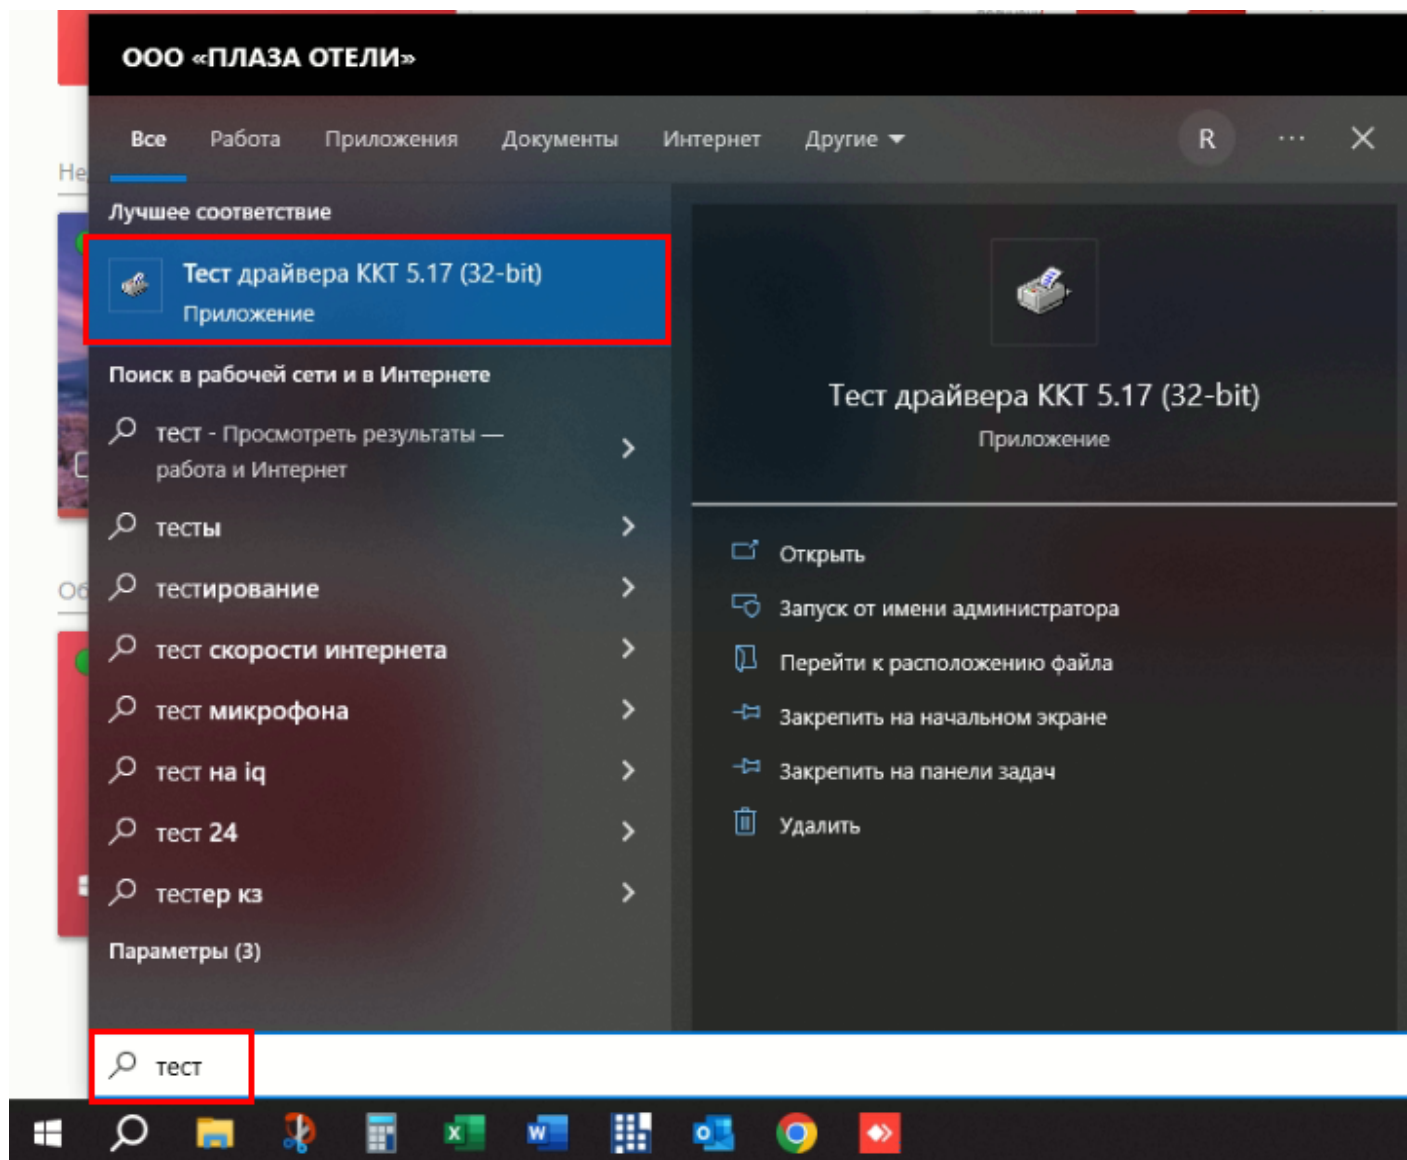 ООО «ПЛАЗА ОТЕЛИ»
Все Работа Приложения Документы Интернет Другие R ...
Не
Лучшее соответствие
Тест драйвера ККТ 5.17 (32-bit)
Приложение
Поиск в рабочей сети и в Интернете
тест - Просмотреть результаты —
работа и Интернет
тесты
тестирование
тест скорости интернета
тест микрофона
тест на iq
тест 24
тестер кз
Параметры (3)
Об
Тест драйвера ККТ 5.17 (32-bit)
Приложение
Открыть
Запуск от имени администратора
Перейти к расположению файла
Закрепить на начальном экране
Закрепить на панели задач
Удалить
тест